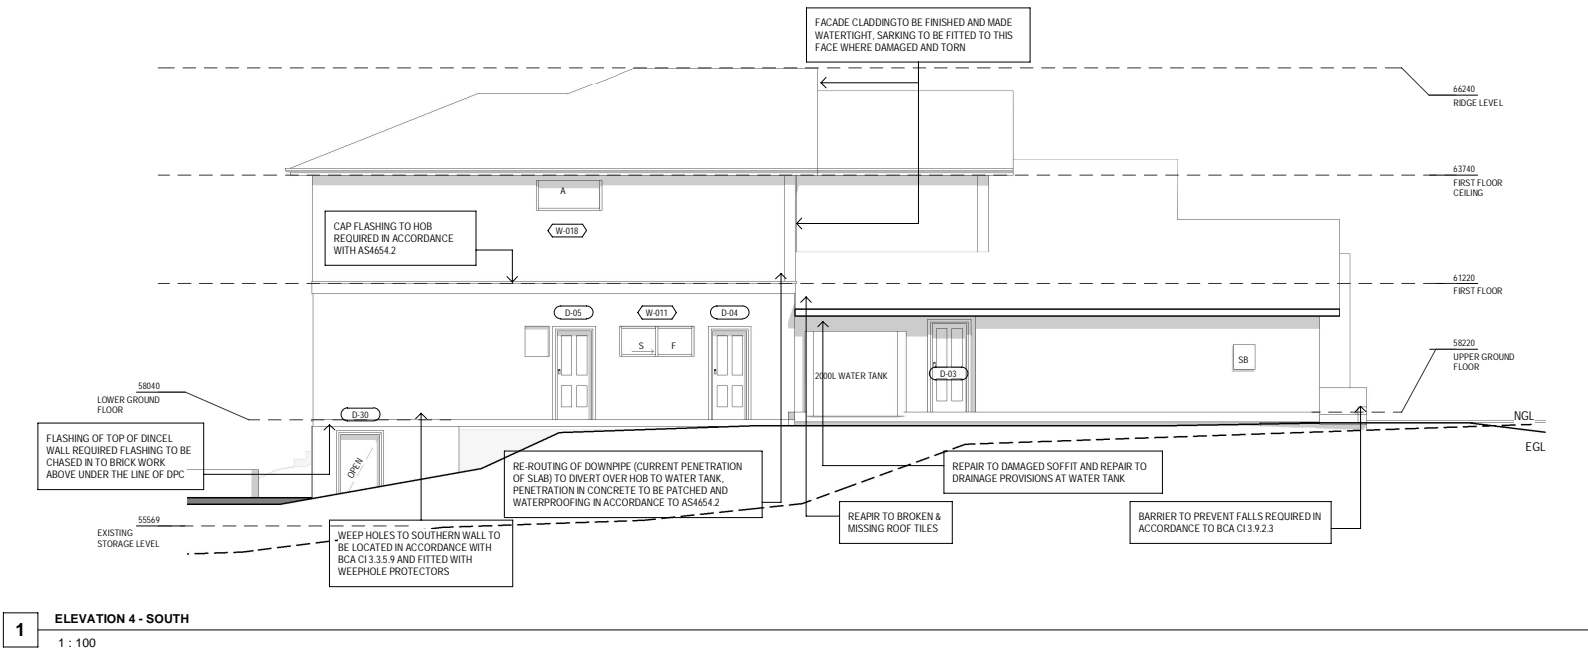 FACADE CLADDINGTO BE FINISHED AND MADE
WATERTIGHT, SARKING TO BE FITTED TO THIS
FACE WHERE DAMAGED AND TORN
66240
RIDGE LEVEL
63740
FIRST FLOOR
CEILING
A
W-018
CAP FLASHING TO HOB
REQUIRED IN ACCORDANCE
WITH AS4654.2
61220
FIRST FLOOR
D-05
W-011
D-04
S
F
58220
UPPER GROUND
FLOOR
SB
2000L WATER TANK
D-03
58040
LOWER GROUND
FLOOR
D-30
NGL
EGL
FLASHING OF TOP OF DINCEL
WALL REQUIRED FLASHING TO BE
CHASED IN TO BRICK WORK
ABOVE UNDER THE LINE OF DPC
OPEN
RE-ROUTING OF DOWNPIPE (CURRENT PENETRATION
OF SLAB) TO DIVERT OVER HOB TO WATER TANK,
PENETRATION IN CONCRETE TO BE PATCHED AND
WATERPROOFING IN ACCORDANCE TO AS4654.2
REPAIR TO DAMAGED SOFFIT AND REPAIR TO
DRAINAGE PROVISIONS AT WATER TANK
REAPIR TO BROKEN &
MISSING ROOF TILES
BARRIER TO PREVENT FALLS REQUIRED IN
ACCORDANCE TO BCA CI 3.9.2.3
55569
EXISTING
STORAGE LEVEL
WEEP HOLES TO SOUTHERN WALL TO
BE LOCATED IN ACCORDANCE WITH
BCA CI 3.3.5.9 AND FITTED WITH
WEEPHOLE PROTECTORS
1
ELEVATION 4 - SOUTH
1 : 100